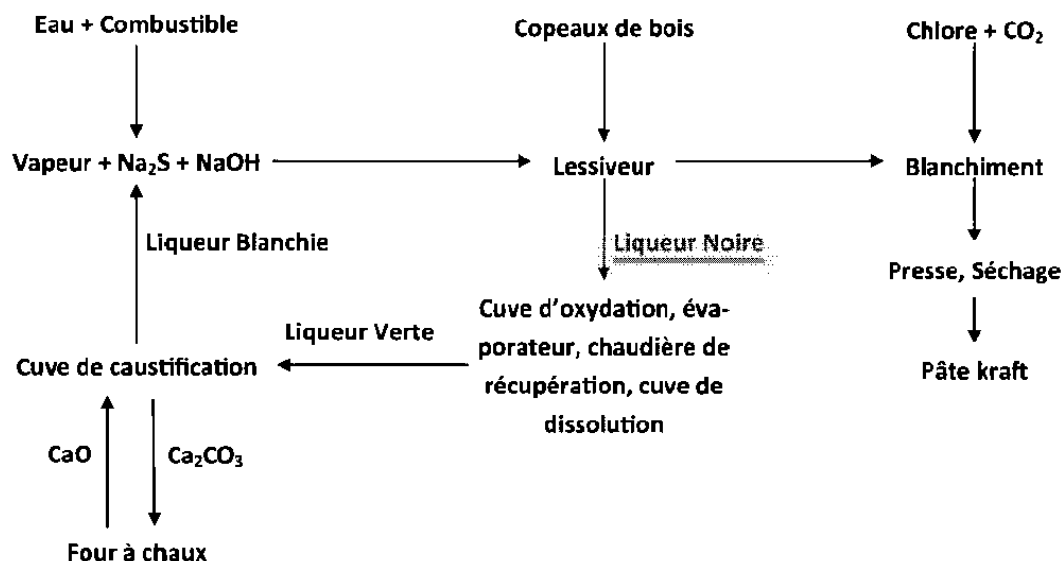 Eau + Combustible
Copeaux de bois
Chlore + CO₂
Vapeur + Na₂S + NaOH
Lessiveur
Blanchiment
Liqueur Blanchie
Liqueur Noire
Presse, Séchage
Liqueur Verte
Cuve d'oxydation, éva-
porateur, chaudière de
récupération, cuve de
dissolution
Cuve de caustification
Pâte kraft
CaO
Ca₂CO₃
Four à chaux